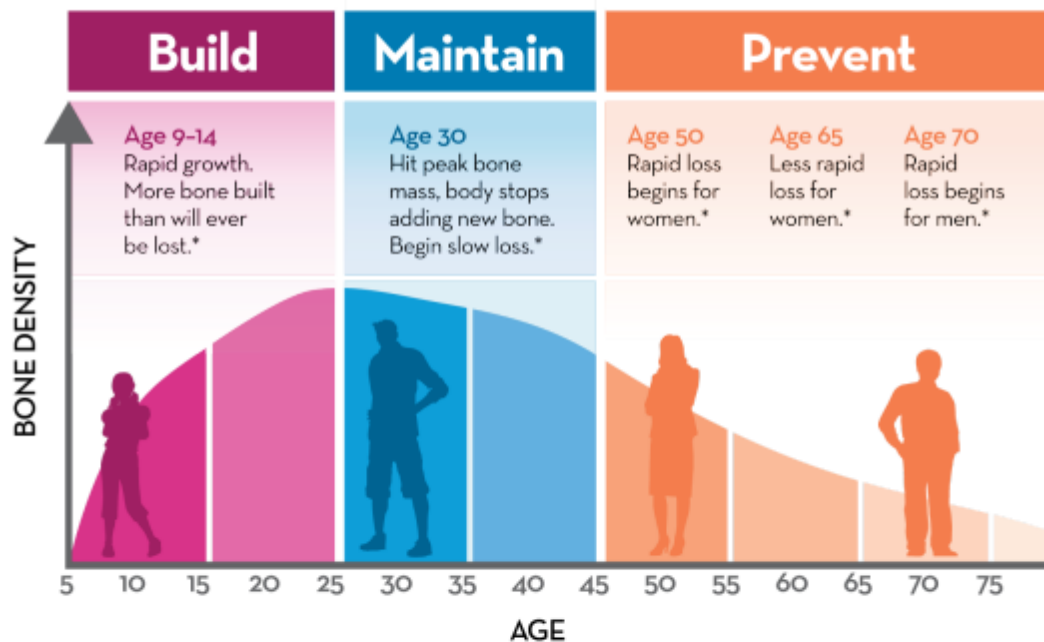 Build
Maintain
Prevent
Age 9–14
Rapid growth.
More bone built
than will ever
be lost.*
Age 30
Hit peak bone
mass, body stops
adding new bone.
Begin slow loss.*
Age 50
Rapid loss
begins for
women.*
Age 65
Less rapid
loss for
women.*
Age 70
Rapid
loss begins
for men.*
BONE DENSITY
5 10 15 20 25 30 35 40 45 50 55 60 65 70 75
AGE